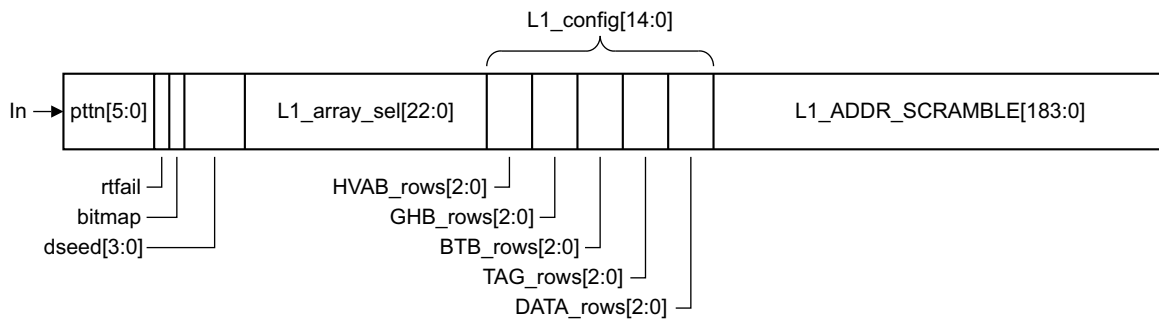 L1_config[14:0]
In
pttn[5:0]
L1_array_sel[22:0]
L1_ADDR_SCRAMBLE[183:0]
rtfail
bitmap
dseed[3:0]
HVAB_rows[2:0]
GHB_rows[2:0]
BTB_rows[2:0]
TAG_rows[2:0]
DATA_rows[2:0]